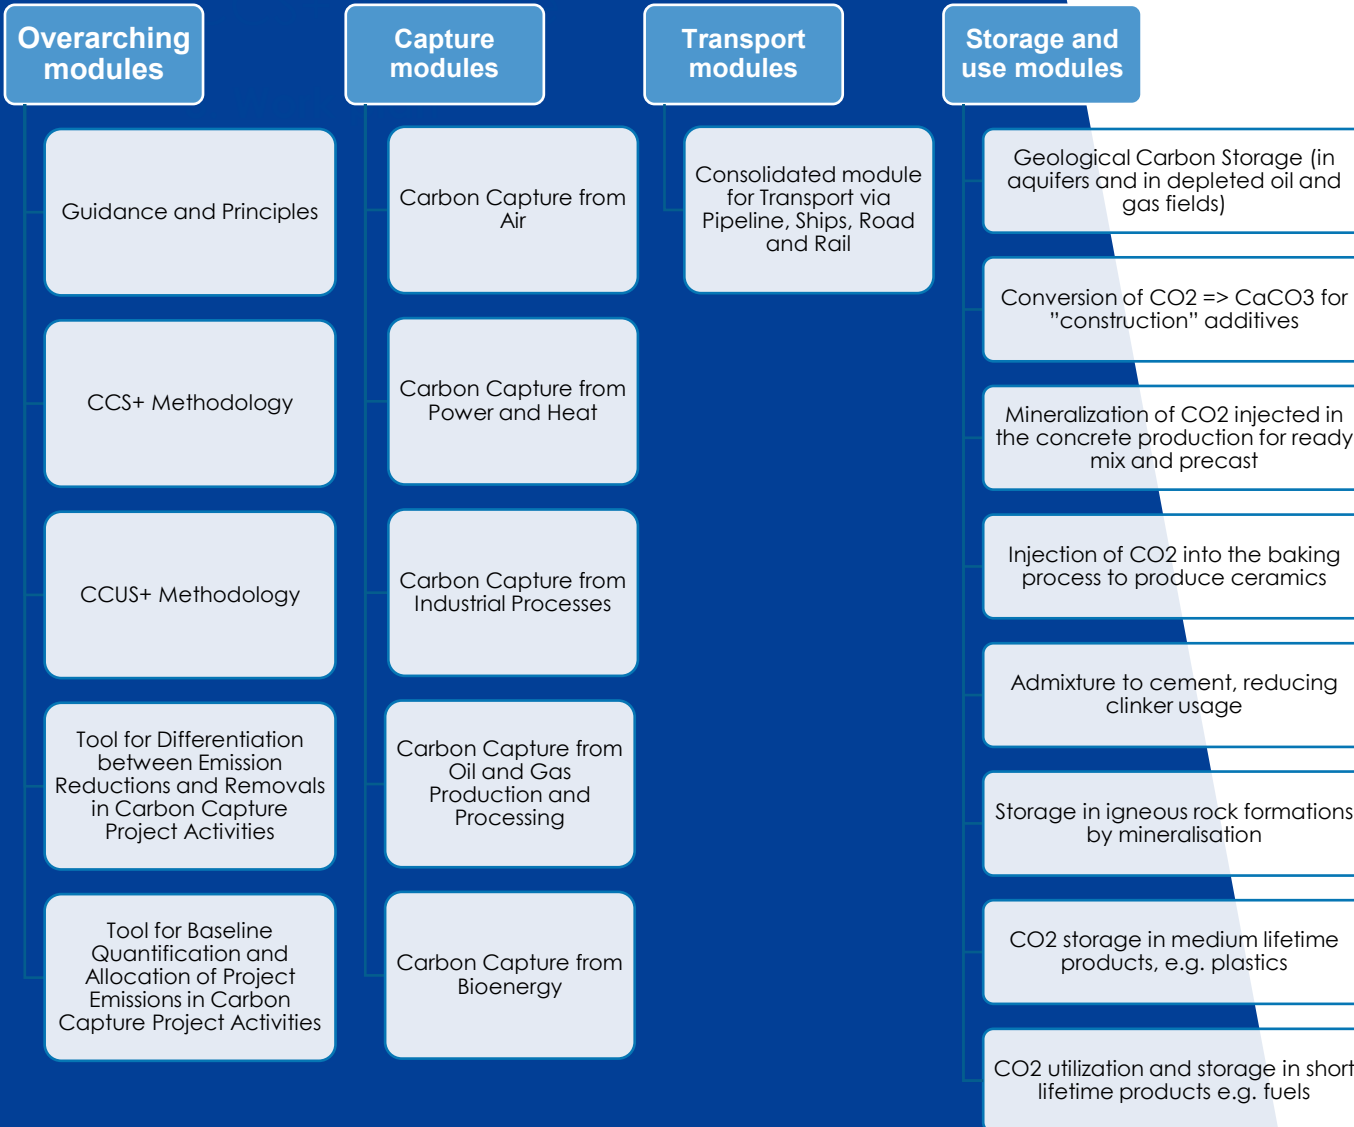 Overarching
modules
Guidance and Principles
CCS+ Methodology
CCUS+ Methodology
Tool for Differentiation
between Emission
Reductions and Removals
in Carbon Capture
Project Activities
Tool for Baseline
Quantification and
Allocation of Project
Emissions in Carbon
Capture Project Activities
Capture
modules
Carbon Capture from
Air
Carbon Capture from
Power and Heat
Carbon Capture from
Industrial Processes
Carbon Capture from
Oil and Gas
Production and
Processing
Carbon Capture from
Bioenergy
Transport
modules
Consolidated module
for Transport via
Pipeline, Ships, Road
and Rail
Storage and
use modules
Geological Carbon Storage (in
aquifers and in depleted oil and
gas fields)
Conversion of CO2 => CaCO3 for
”construction” additives
Mineralization of CO2 injected in
the concrete production for ready
mix and precast
Injection of CO2 into the baking
process to produce ceramics
Admixture to cement, reducing
clinker usage
Storage in igneous rock formations
by mineralisation
CO2 storage in medium lifetime
products, e.g. plastics
CO2 utilization and storage in short
lifetime products e.g. fuels